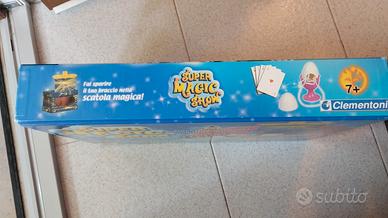 Fai sparire
il tuo braccio nella
scatola magica!
SUPER
MAGIC
SHOW
7+
Clementoni
subito